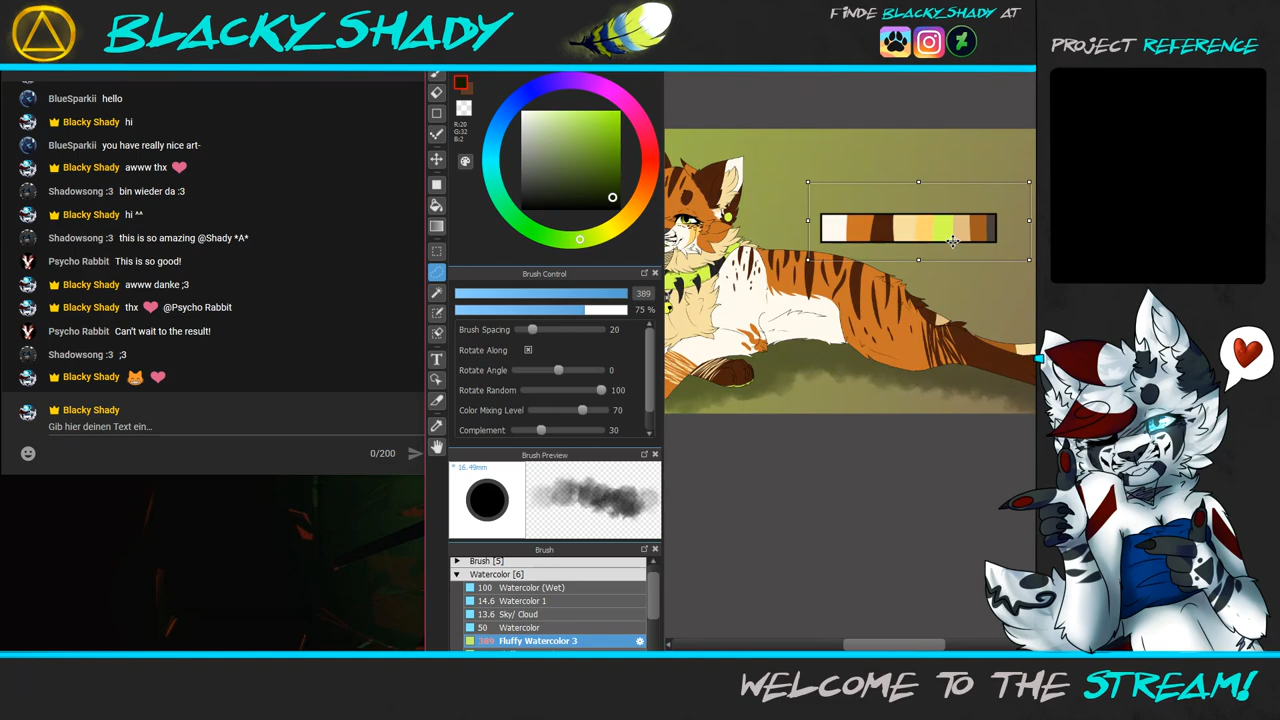 BLACKY_SHADY
FINDE BLACKY_SHADY AT
PROJECT REFERENCE
BlueSparkii hello
Blacky Shady hi
BlueSparkii you have really nice art-
Blacky Shady awww thx
Shadowsong :3 bin wieder da ;3
Blacky Shady hi ^^
Shadowsong :3 this is so amazing @Shady *A*
Psycho Rabbit This is so good!
Blacky Shady awww danke ;3
Blacky Shady thx @Psycho Rabbit
Psycho Rabbit Can't wait to the result!
Shadowsong :3 ;3
Blacky Shady
Blacky Shady
Gib hier deinen Text ein...
0/200
R:20
G:32
B:2
T
Brush Control
389
75 %
Brush Spacing 20
Rotate Along
Rotate Angle 0
Rotate Random 100
Color Mixing Level 70
Complement 30
Brush Preview
* 16.49mm
Brush
Brush [5]
Watercolor [6]
100 Watercolor (Wet)
14.6 Watercolor 1
13.6 Sky/ Cloud
50 Watercolor
389 Fluffy Watercolor 3
WELCOME TO THE STREAM!